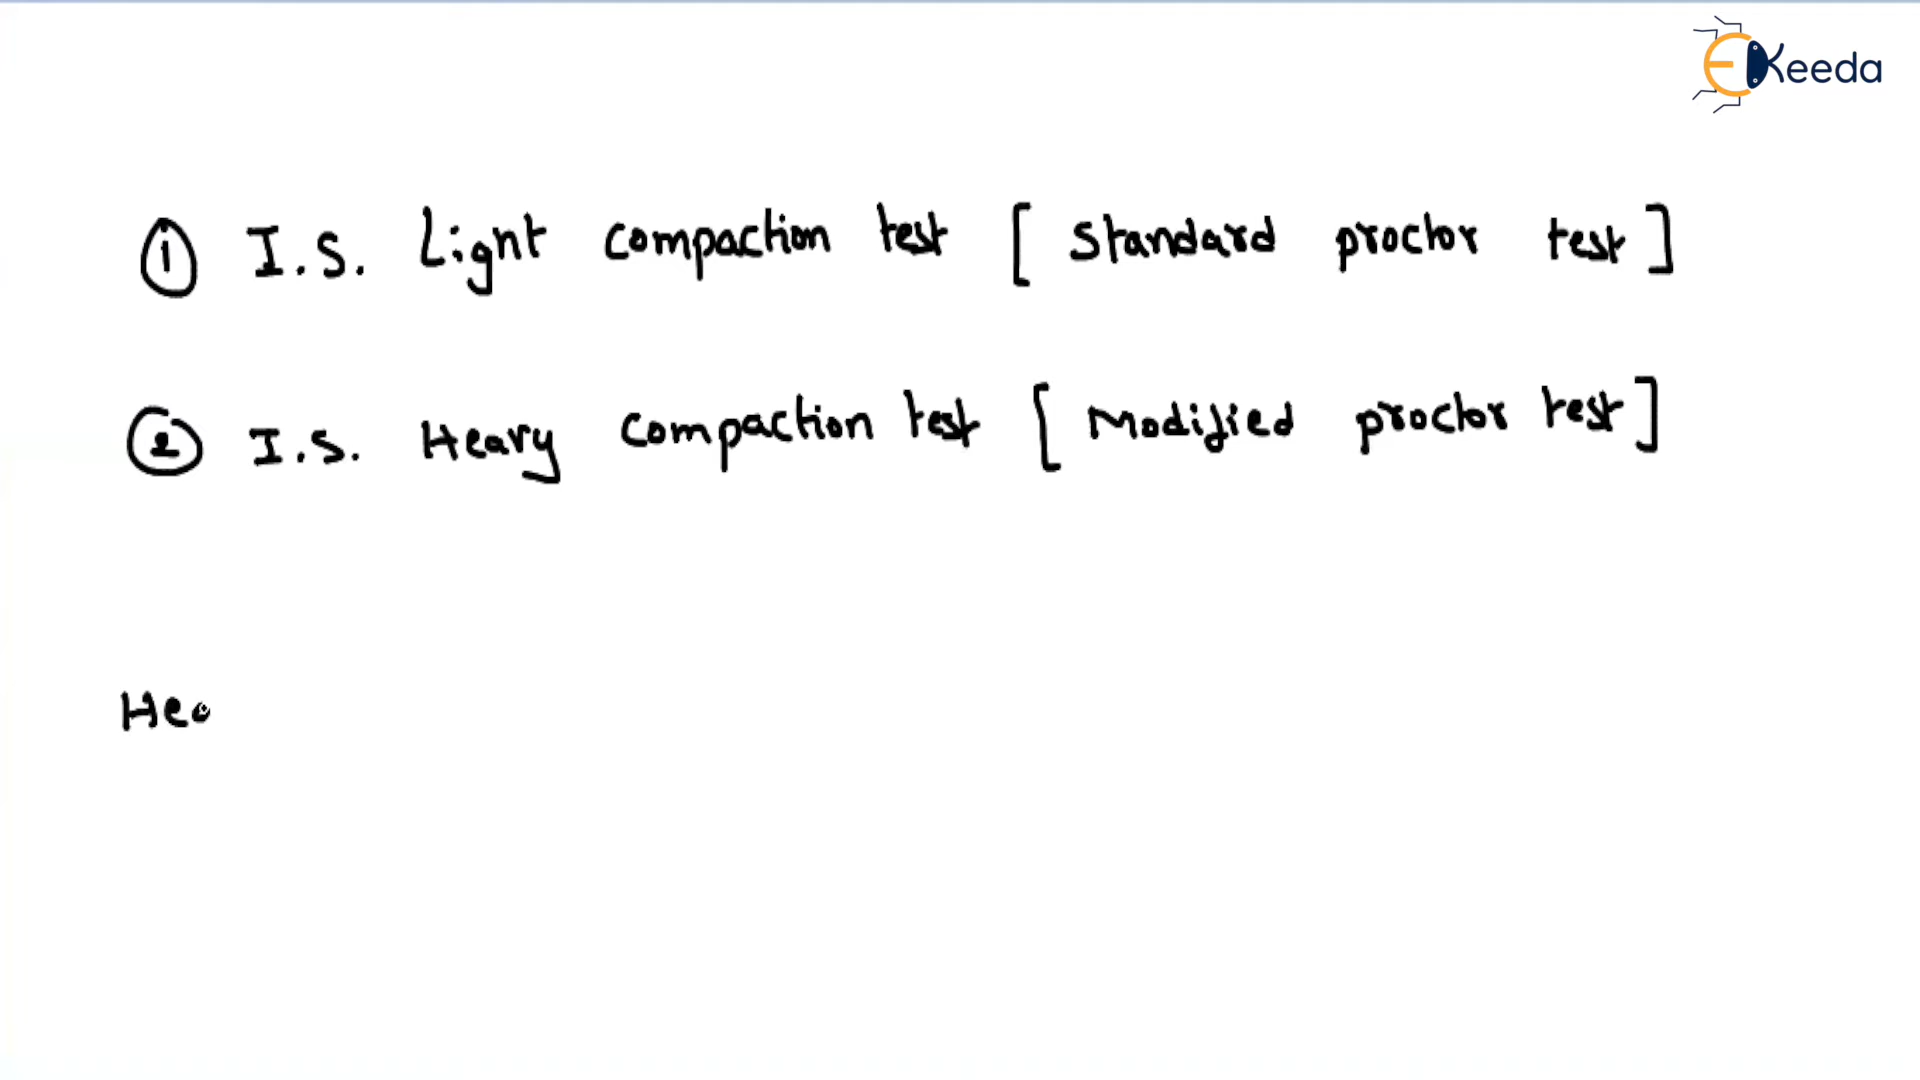 EKeeda
① I.S. Light compaction test [ Standard proctor test ]
② I.S. Heavy compaction test [ Modified proctor test ]
Hea